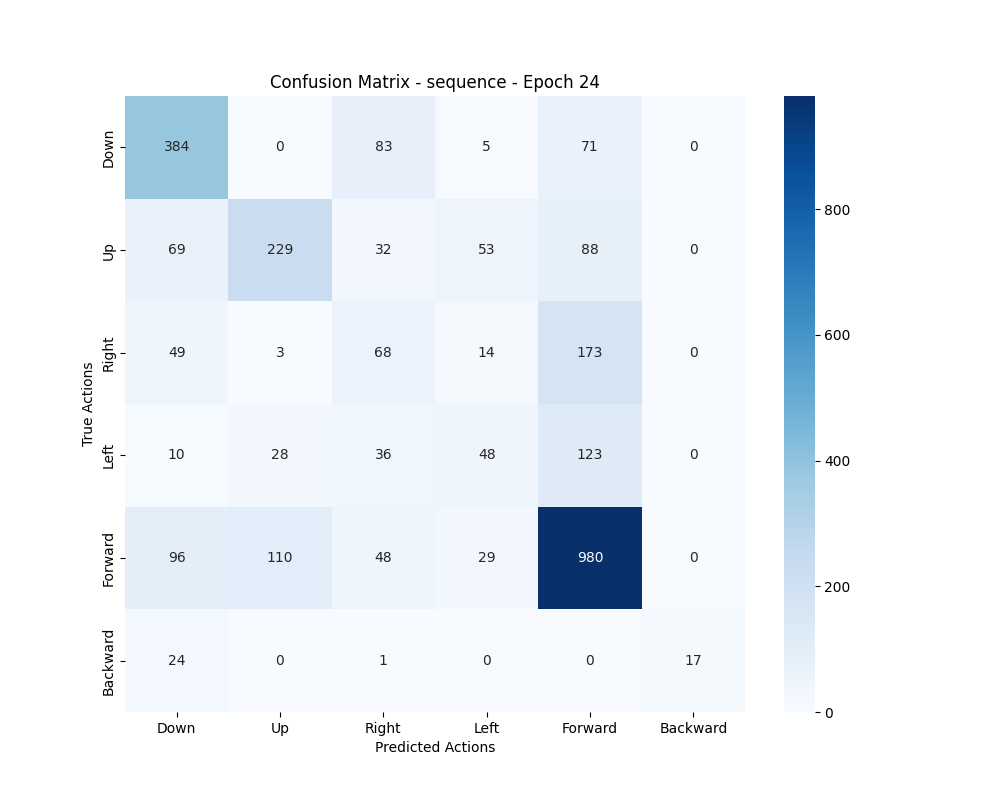 Confusion Matrix - sequence - Epoch 24
True Actions
Down 384 0 83 5 71 0
Up 69 229 32 53 88 0
Right 49 3 68 14 173 0
Left 10 28 36 48 123 0
Forward 96 110 48 29 980 0
Backward 24 0 1 0 0 17
Down Up Right Left Forward Backward
Predicted Actions
800
600
400
200
0